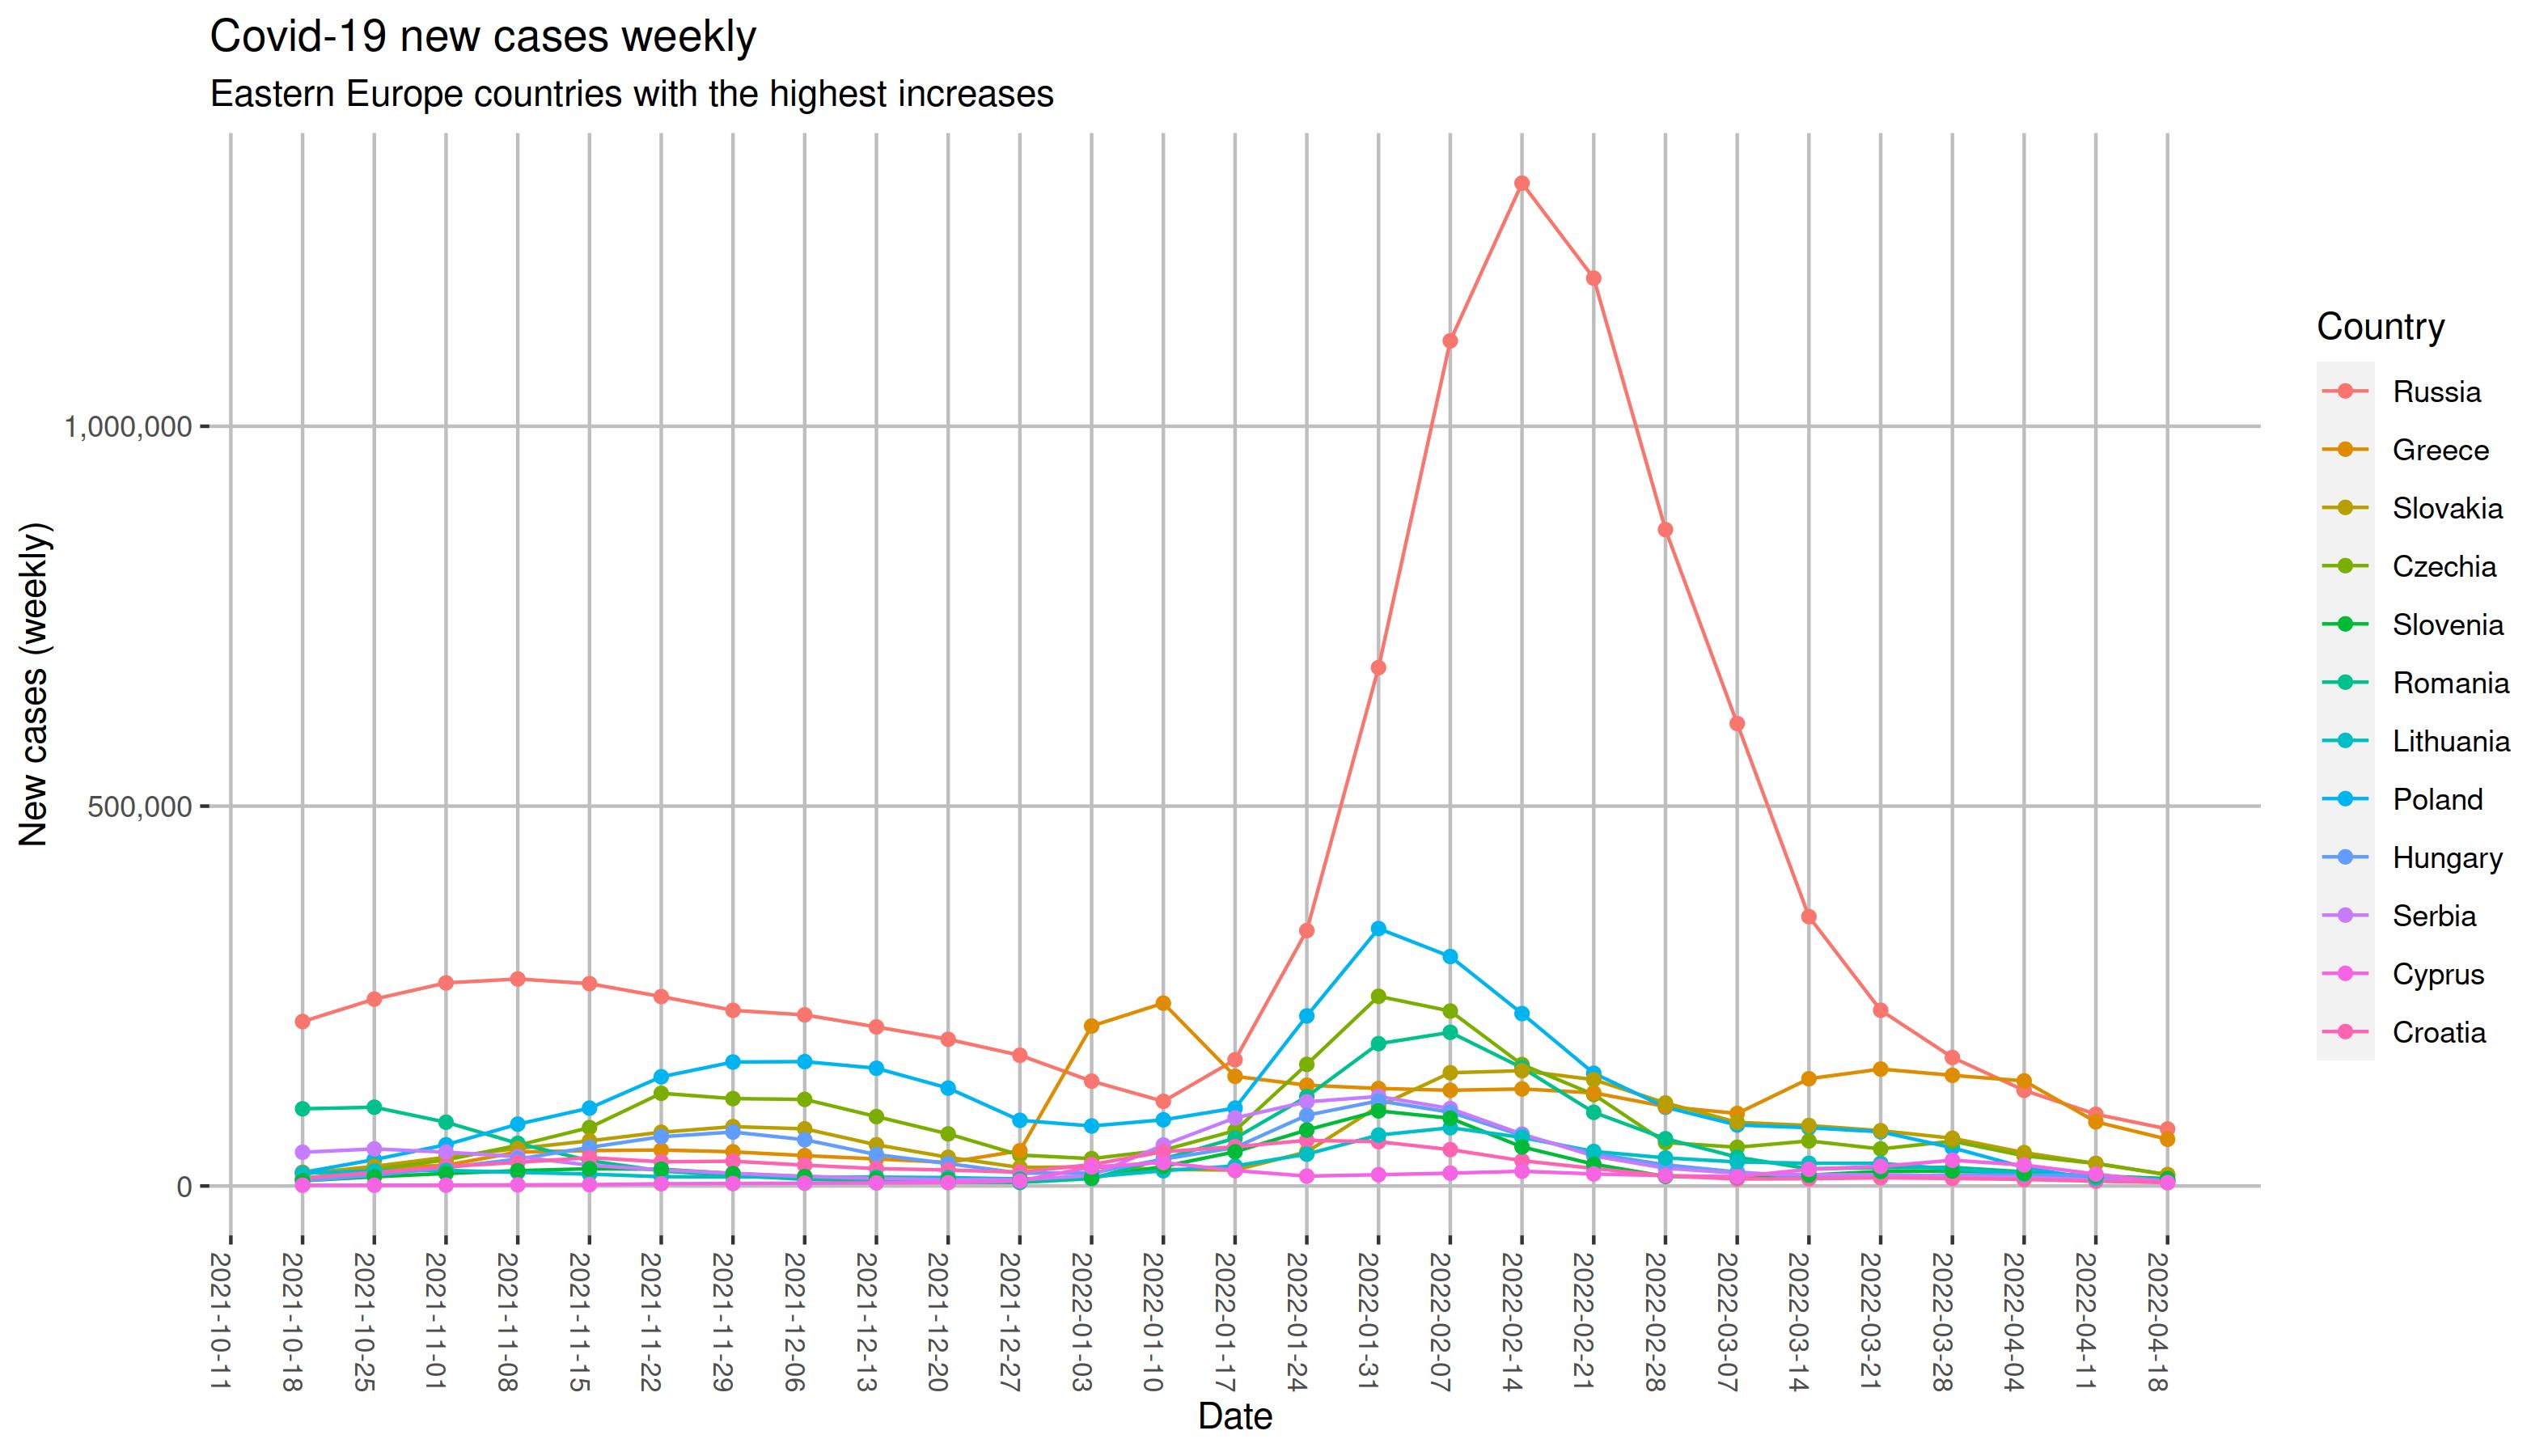 Covid-19 new cases weekly
Eastern Europe countries with the highest increases
New cases (weekly)
1,000,000
500,000
0
2021-10-11
2021-10-18
2021-10-25
2021-11-01
2021-11-08
2021-11-15
2021-11-22
2021-11-29
2021-12-06
2021-12-13
2021-12-20
2021-12-27
2022-01-03
2022-01-10
2022-01-17
2022-01-24
2022-01-31
2022-02-07
2022-02-14
2022-02-21
2022-02-28
2022-03-07
2022-03-14
2022-03-21
2022-03-28
2022-04-04
2022-04-11
2022-04-18
Date
Country
Russia
Greece
Slovakia
Czechia
Slovenia
Romania
Lithuania
Poland
Hungary
Serbia
Cyprus
Croatia